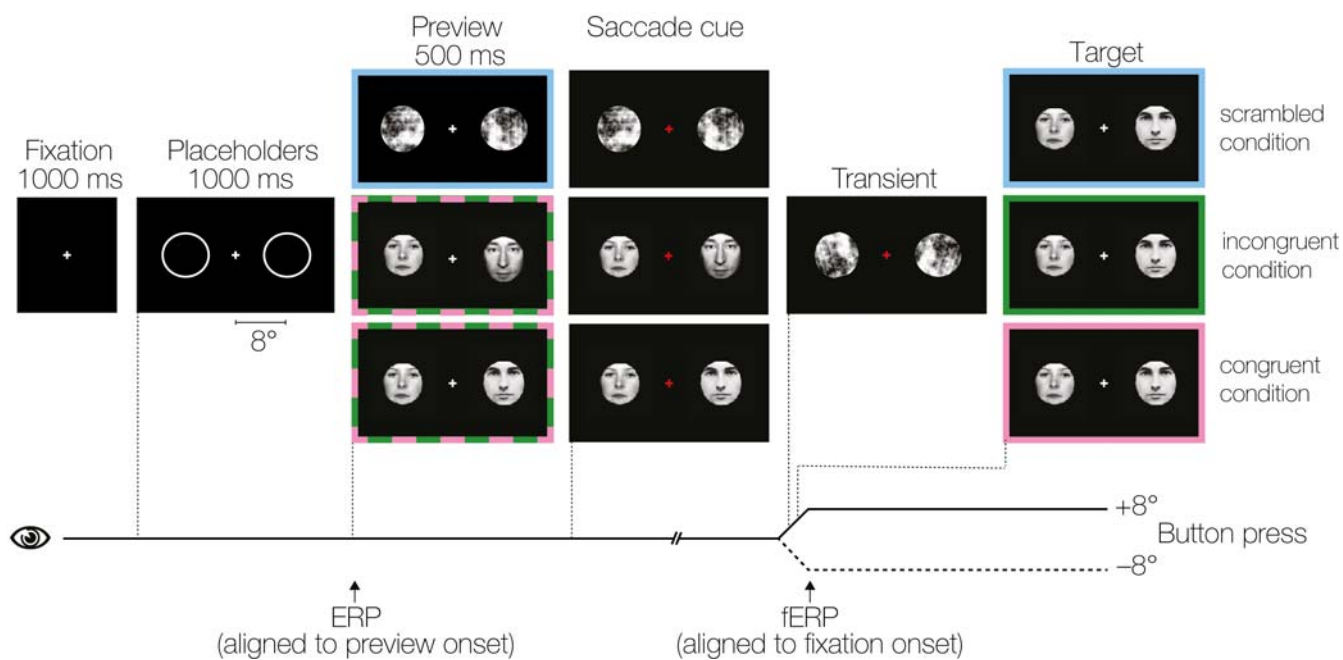 Preview
500 ms
Saccade cue
Target
Fixation
1000 ms
Placeholders
1000 ms
Transient
scrambled
condition
incongruent
condition
8°
congruent
condition
+8°
Button press
–8°
ERP
(aligned to preview onset)
fERP
(aligned to fixation onset)